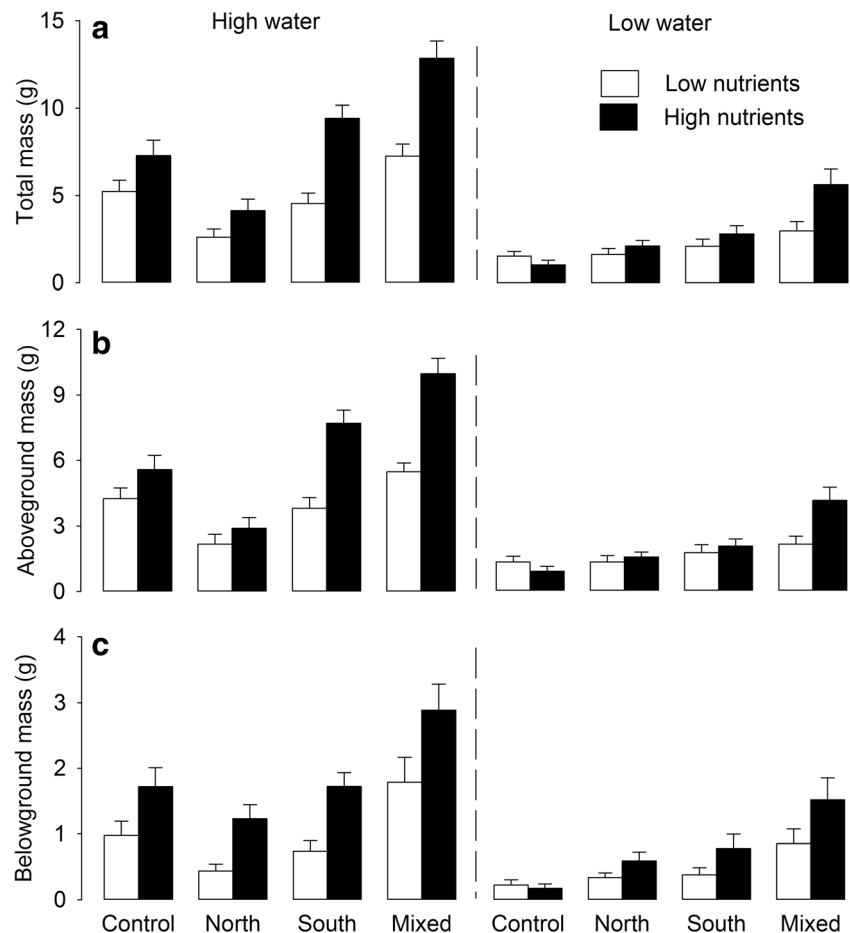 a
High water
Low water
Low nutrients
High nutrients
Total mass (g)
15
10
5
0
b
Aboveground mass (g)
12
9
6
3
0
c
Belowground mass (g)
4
3
2
1
0
Control North South Mixed Control North South Mixed